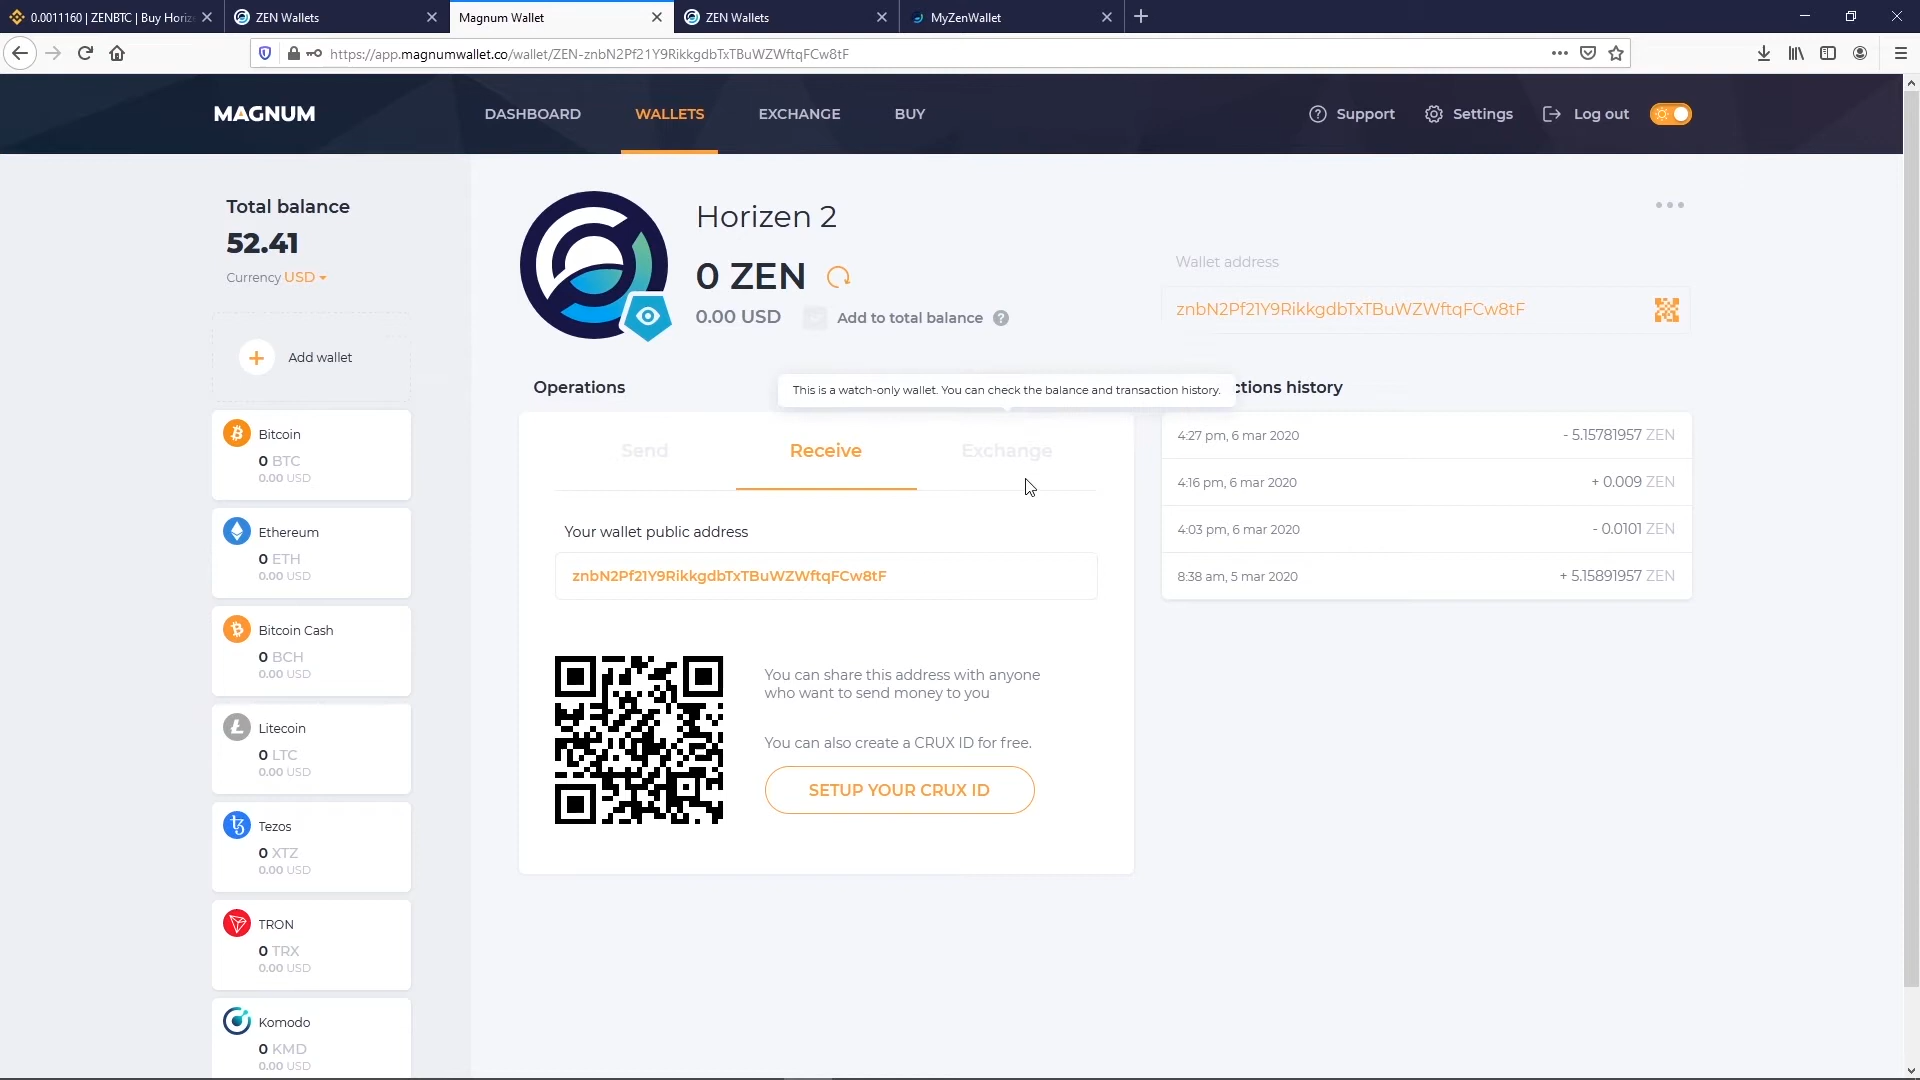 0.0011160 | ZENBTC | Buy Horize
ZEN Wallets
Magnum Wallet
ZEN Wallets
MyZenWallet
https://app.magnumwallet.co/wallet/ZEN-znbN2Pf21Y9RikkgdbTxTBuWZWftqFCw8tF
MAGNUM
DASHBOARD
WALLETS
EXCHANGE
BUY
Support
Settings
Log out
Total balance
52.41
Currency USD
Add wallet
Bitcoin
0 BTC
0.00 USD
Ethereum
0 ETH
0.00 USD
Bitcoin Cash
0 BCH
0.00 USD
Litecoin
0 LTC
0.00 USD
Tezos
0 XTZ
0.00 USD
TRON
0 TRX
0.00 USD
Komodo
0 KMD
0.00 USD
Horizen 2
0 ZEN
0.00 USD
Add to total balance ?
Wallet address
znbN2Pf21Y9RikkgdbTxTBuWZWftqFCw8tF
Operations
This is a watch-only wallet. You can check the balance and transaction history.
Send
Receive
Exchange
Your wallet public address
znbN2Pf21Y9RikkgdbTxTBuWZWftqFCw8tF
You can share this address with anyone
who want to send money to you
You can also create a CRUX ID for free.
SETUP YOUR CRUX ID
ctions history
4:27 pm, 6 mar 2020 - 5.15781957 ZEN
4:16 pm, 6 mar 2020 + 0.009 ZEN
4:03 pm, 6 mar 2020 - 0.0101 ZEN
8:38 am, 5 mar 2020 + 5.15891957 ZEN